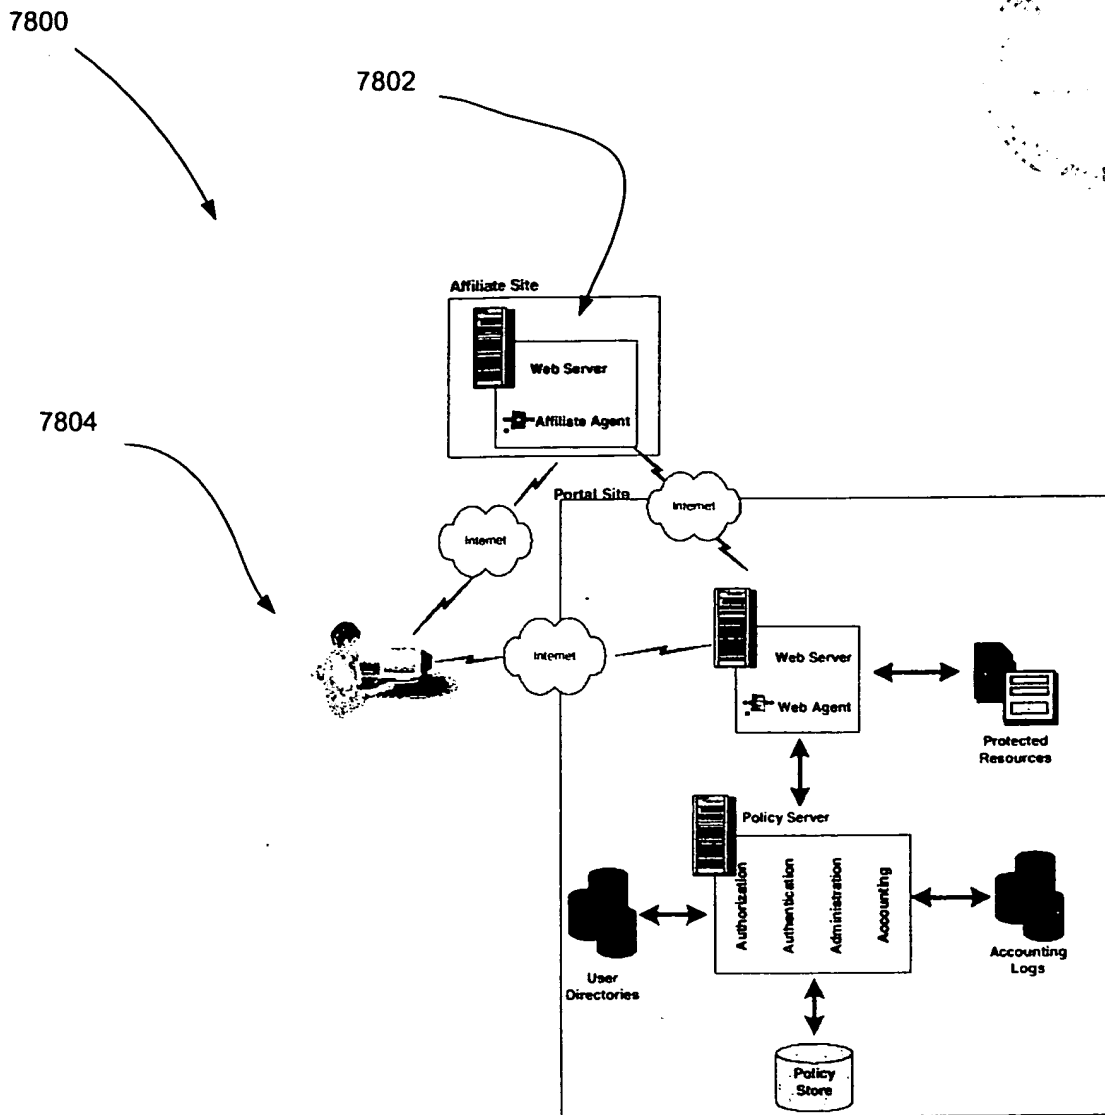 7800
7802
Affiliate Site
Web Server
Affiliate Agent
7804
Portal Site
Internet
Internet
Internet
Web Server
Web Agent
Protected
Resources
Policy Server
Authorization
Authentication
Administration
Accounting
User
Directories
Accounting
Logs
Policy
Store